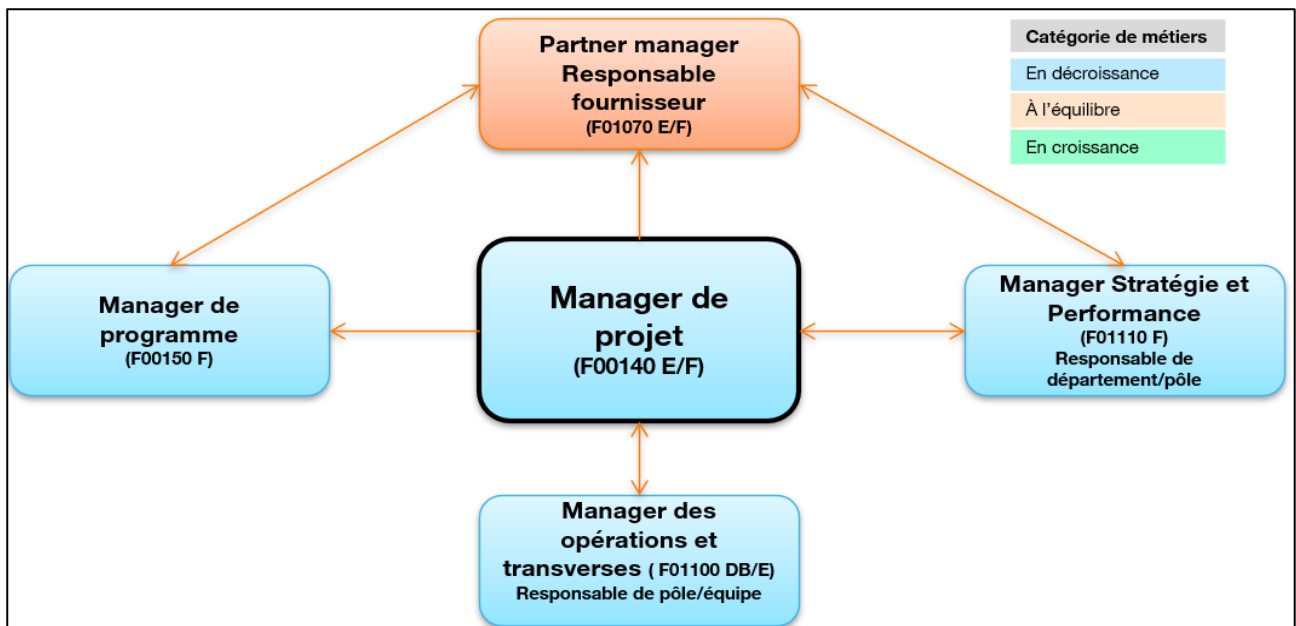 Partner manager
Responsable
fournisseur
(F01070 E/F)
Catégorie de métiers
En décroissance
À l'équilibre
En croissance
Manager de
programme
(F00150 F)
Manager de
projet
(F00140 E/F)
Manager Stratégie et
Performance
(F01110 F)
Responsable de
département/pôle
Manager des
opérations et
transverses ( F01100 DB/E)
Responsable de pôle/équipe